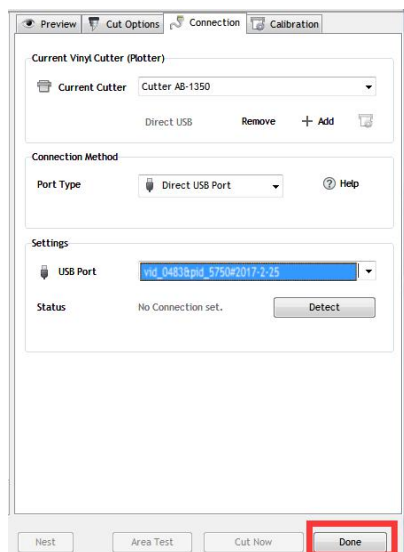 Preview Cut Options Connection Calibration
Current Vinyl Cutter (Plotter)
Current Cutter Cutter AB-1350
Direct USB Remove + Add
Connection Method
Port Type Direct USB Port ? Help
Settings
USB Port vid_0483&pid_5750#2017-2-25
Status No Connection set. Detect
Nest Area Test Cut Now Done